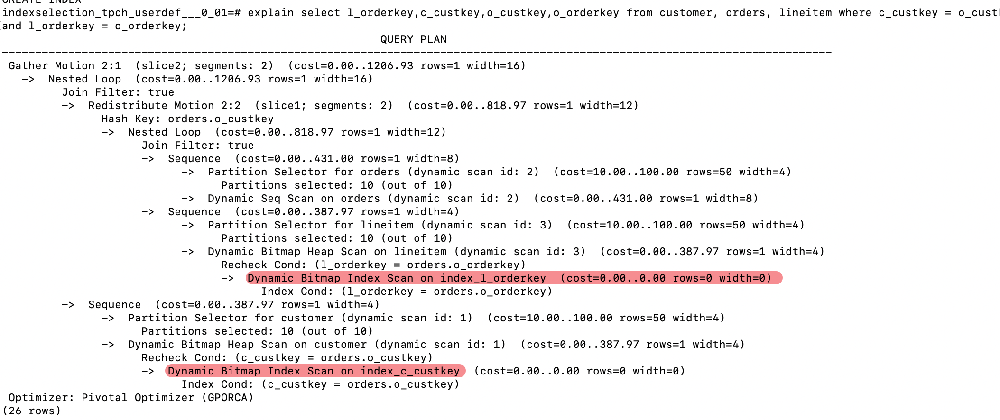 CREATE INDEX
indexselection_tpch_userdef___0_01=# explain select l_orderkey,c_custkey,o_custkey,o_orderkey from customer, orders, lineitem where c_custkey =
and l_orderkey = o_orderkey;
QUERY PLAN
Gather Motion 2:1  (slice2; segments: 2)  (cost=0.00..1206.93 rows=1 width=16)
->  Nested Loop  (cost=0.00..1206.93 rows=1 width=16)
Join Filter: true
->  Redistribute Motion 2:2  (slice1; segments: 2)  (cost=0.00..818.97 rows=1 width=12)
Hash Key: orders.o_custkey
->  Nested Loop  (cost=0.00..818.97 rows=1 width=12)
Join Filter: true
->  Sequence  (cost=0.00..431.00 rows=1 width=8)
->  Partition Selector for orders (dynamic scan id: 2)  (cost=10.00..100.00 rows=50 width=4)
Partitions selected: 10 (out of 10)
->  Dynamic Seq Scan on orders (dynamic scan id: 2)  (cost=0.00..431.00 rows=1 width=8)
->  Sequence  (cost=0.00..387.97 rows=1 width=4)
->  Partition Selector for lineitem (dynamic scan id: 3)  (cost=10.00..100.00 rows=50 width=4)
Partitions selected: 10 (out of 10)
->  Dynamic Bitmap Heap Scan on lineitem (dynamic scan id: 3)  (cost=0.00..387.97 rows=1 width=4)
Recheck Cond: (l_orderkey = orders.o_orderkey)
->  Dynamic Bitmap Index Scan on index_l_orderkey  (cost=0.00..0.00 rows=0 width=0)
Index Cond: (l_orderkey = orders.o_orderkey)
->  Sequence  (cost=0.00..387.97 rows=1 width=4)
->  Partition Selector for customer (dynamic scan id: 1)  (cost=10.00..100.00 rows=50 width=4)
Partitions selected: 10 (out of 10)
->  Dynamic Bitmap Heap Scan on customer (dynamic scan id: 1)  (cost=0.00..387.97 rows=1 width=4)
Recheck Cond: (c_custkey = orders.o_custkey)
->  Dynamic Bitmap Index Scan on index_c_custkey  (cost=0.00..0.00 rows=0 width=0)
Index Cond: (c_custkey = orders.o_custkey)
Optimizer: Pivotal Optimizer (GPORCA)
(26 rows)